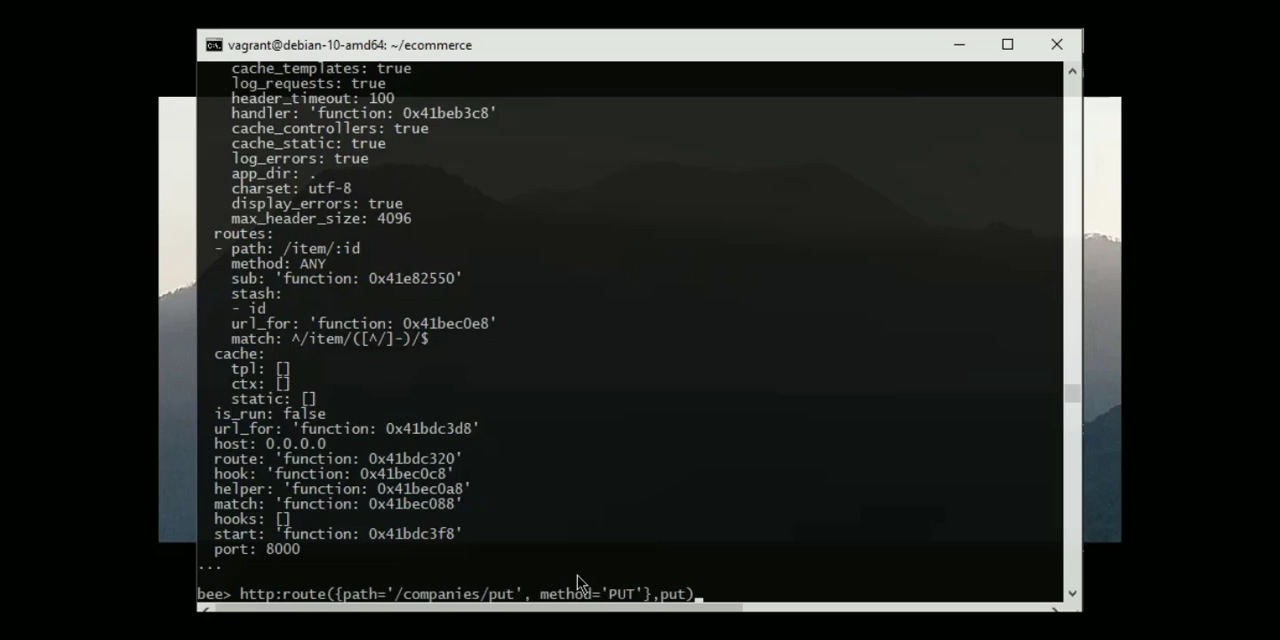 vagrant@debian-10-amd64: ~/ecommerce
cache_templates: true
log_requests: true
header_timeout: 100
handler: 'function: 0x41beb3c8'
cache_controllers: true
cache_static: true
log_errors: true
app_dir: .
charset: utf-8
display_errors: true
max_header_size: 4096
routes:
- path: /item/:id
method: ANY
sub: 'function: 0x41e82550'
stash:
- id
url_for: 'function: 0x41bec0e8'
match: ^/item/([^/]-)/$
cache:
tpl: []
ctx: []
static: []
is_run: false
url_for: 'function: 0x41bdc3d8'
host: 0.0.0.0
route: 'function: 0x41bdc320'
hook: 'function: 0x41bec0c8'
helper: 'function: 0x41bec0a8'
match: 'function: 0x41bec088'
hooks: []
start: 'function: 0x41bdc3f8'
port: 8000
...
bee> http:route({path='/companies/put', method='PUT'},put)